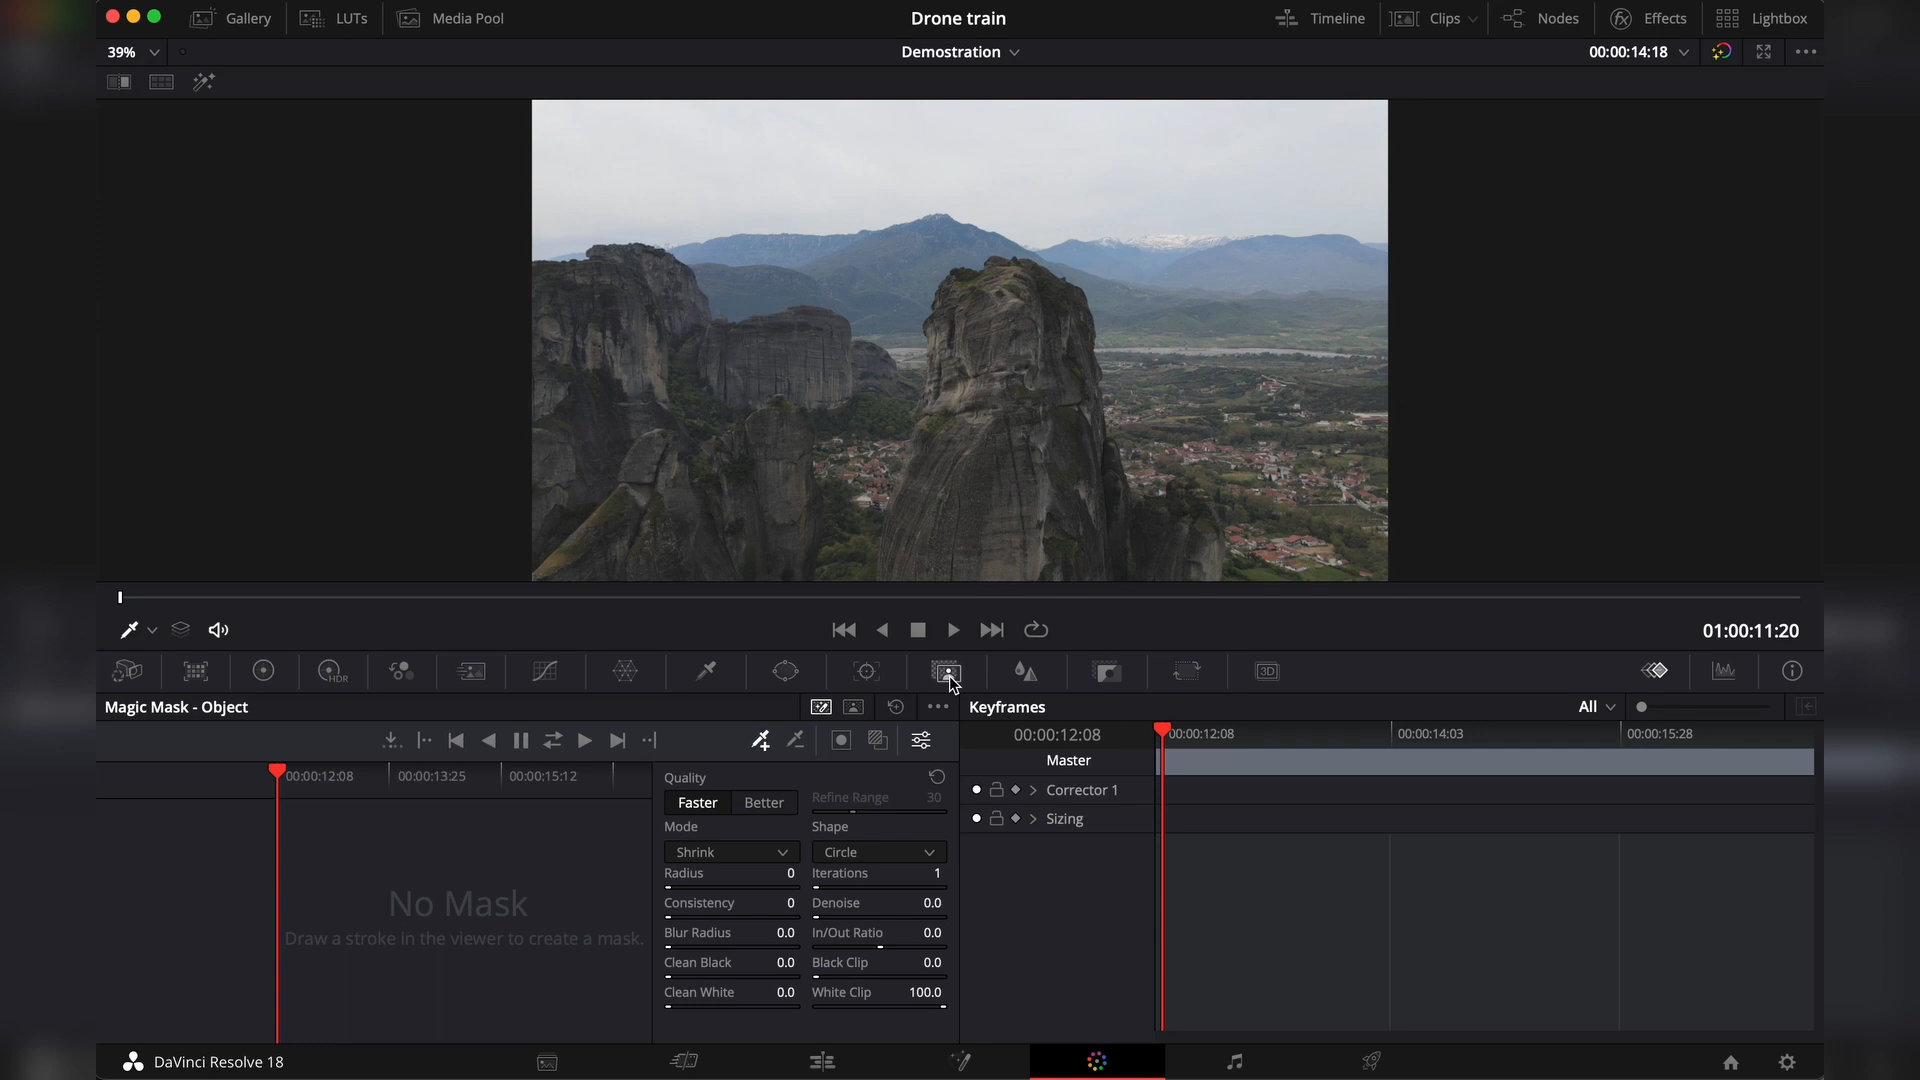 Gallery LUTs Media Pool Drone train Timeline Clips Nodes Effects Lightbox
39% Demostration 00:00:14:18
01:00:11:20
HDR 3D
Magic Mask - Object Keyframes All
00:00:12:08 00:00:12:08 00:00:14:03 00:00:15:28
Master
00:00:12:08 00:00:13:25 00:00:15:12
Quality
Faster Better Refine Range 30
Corrector 1
Mode Shape
Sizing
Shrink Circle
Radius 0 Iterations 1
Consistency 0 Denoise 0.0
No Mask
Draw a stroke in the viewer to create a mask.
Blur Radius 0.0 In/Out Ratio 0.0
Clean Black 0.0 Black Clip 0.0
Clean White 0.0 White Clip 100.0
DaVinci Resolve 18